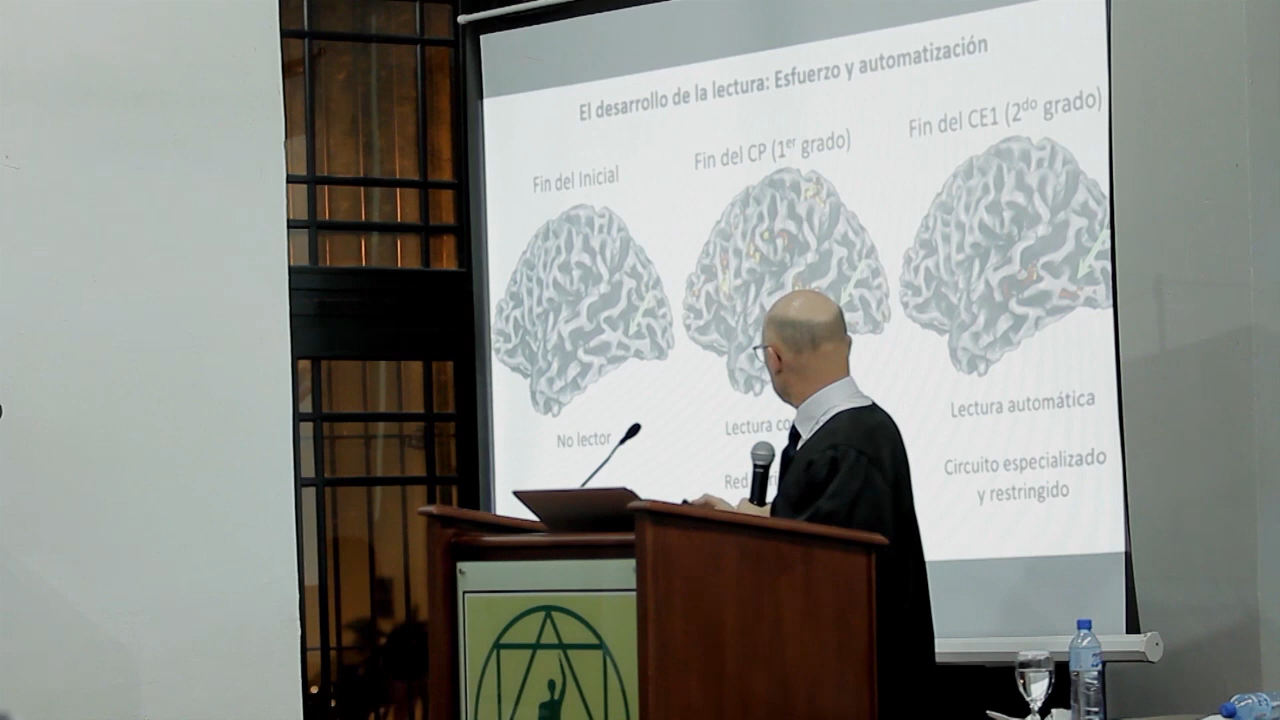 El desarrollo de la lectura: Esfuerzo y automatización
Fin del Inicial
Fin del CP (1er grado)
Fin del CE1 (2do grado)
No lector
Lectura
Lectura automática
Red
Circuito especializado
y restringido